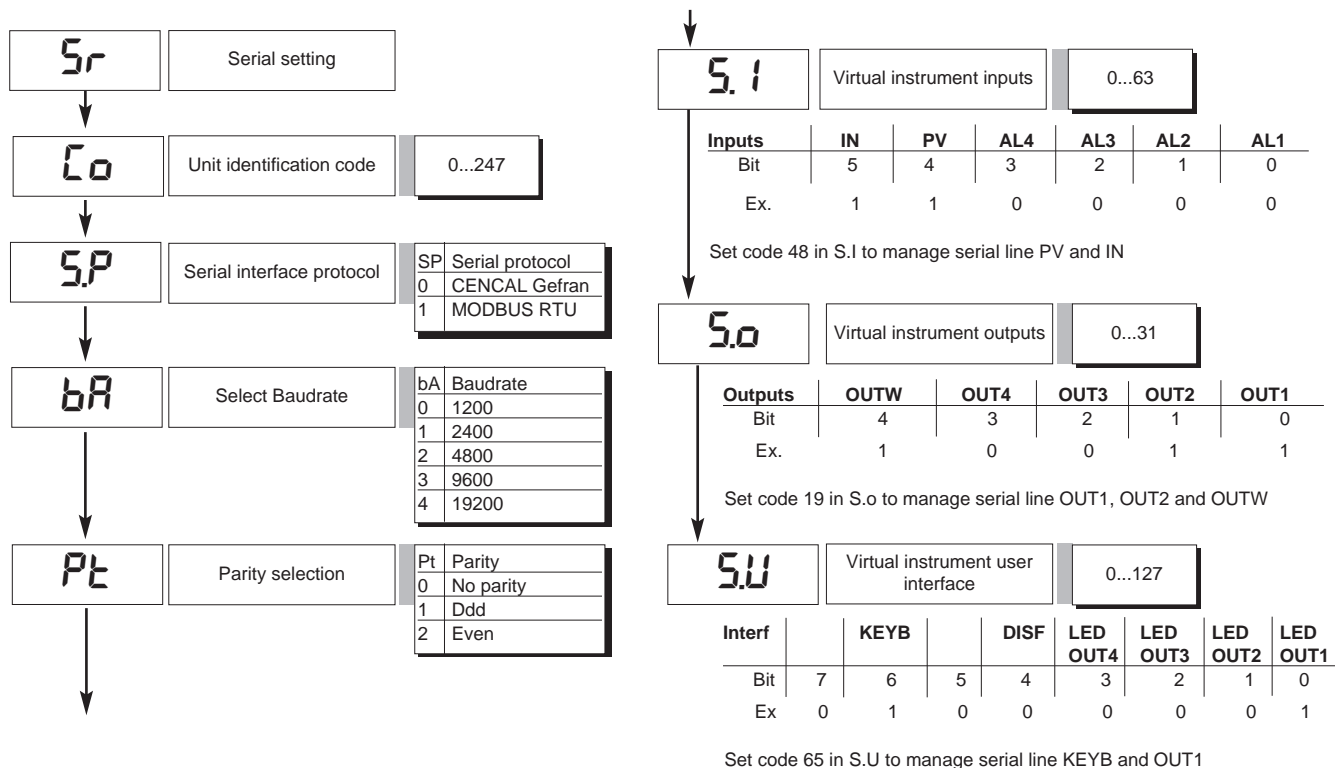 Sr
Serial setting
Co
Unit identification code
0...247
S.P
Serial interface protocol
SP Serial protocol
0 CENCAL Gefran
1 MODBUS RTU
bA
Select Baudrate
bA Baudrate
0 1200
1 2400
2 4800
3 9600
4 19200
Pt
Parity selection
Pt Parity
0 No parity
1 Ddd
2 Even
S.I
Virtual instrument inputs
0...63
Inputs IN PV AL4 AL3 AL2 AL1
Bit 5 4 3 2 1 0
Ex. 1 1 0 0 0 0
Set code 48 in S.I to manage serial line PV and IN
S.o
Virtual instrument outputs
0...31
Outputs OUTW OUT4 OUT3 OUT2 OUT1
Bit 4 3 2 1 0
Ex. 1 0 0 1 1
Set code 19 in S.o to manage serial line OUT1, OUT2 and OUTW
S.U
Virtual instrument user
interface
0...127
Interf KEYB DISF LED LED LED LED
OUT4 OUT3 OUT2 OUT1
Bit 7 6 5 4 3 2 1 0
Ex 0 1 0 0 0 0 0 1
Set code 65 in S.U to manage serial line KEYB and OUT1